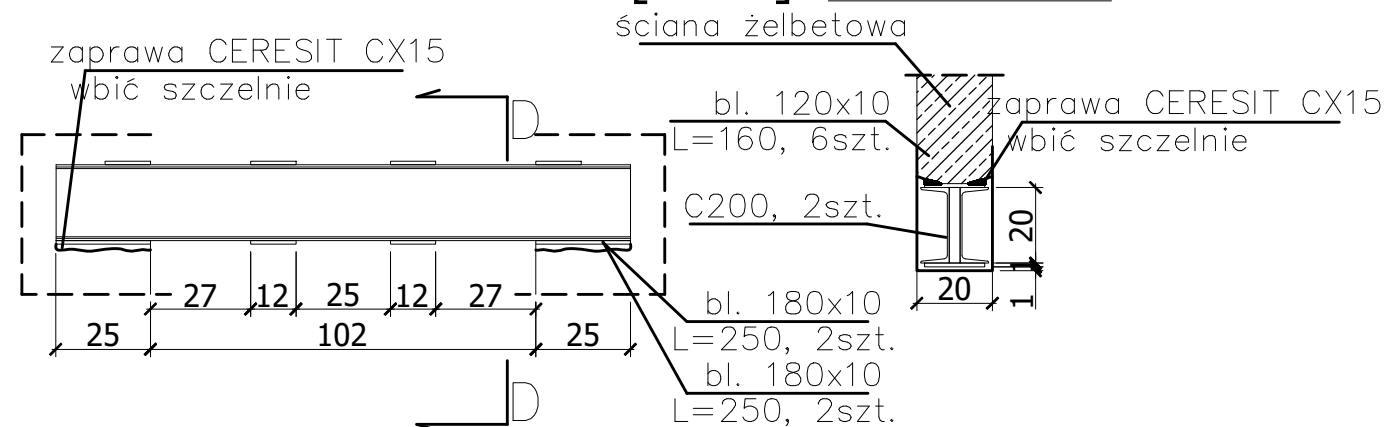 ściana żelbetowa
zaprawa CERESIT CX15
wbić szczelnie
D
bl. 120x10
L=160, 6szt.
zaprawa CERESIT CX15
wbić szczelnie
C200, 2szt.
20
1
20
1
27
12
25
12
27
25
102
25
bl. 180x10
L=250, 2szt.
bl. 180x10
L=250, 2szt.
D